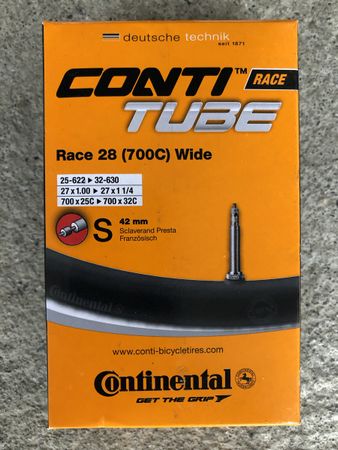 deutsche technik
seit 1871
CONTI™ RACE
TUBE
Race 28 (700C) Wide
25-622 ▸ 32-630
27 x 1.00 ▸ 27 x 1 1/4
700 x 25C ▸ 700 x 32C
S
42 mm
Sclaverand Presta
Französisch
Continental
www.conti-bicycletires.com
Continental
GET THE GRIP